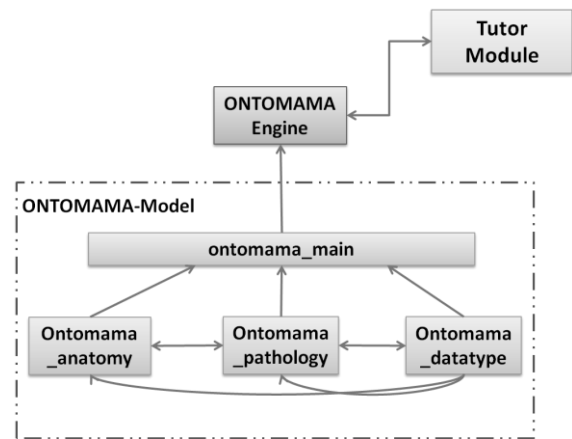 Tutor
Module
ONTOMAMA
Engine
ONTOMAMA-Model
ontomama_main
Ontomama
_anatomy
Ontomama
_pathology
Ontomama
_datatype